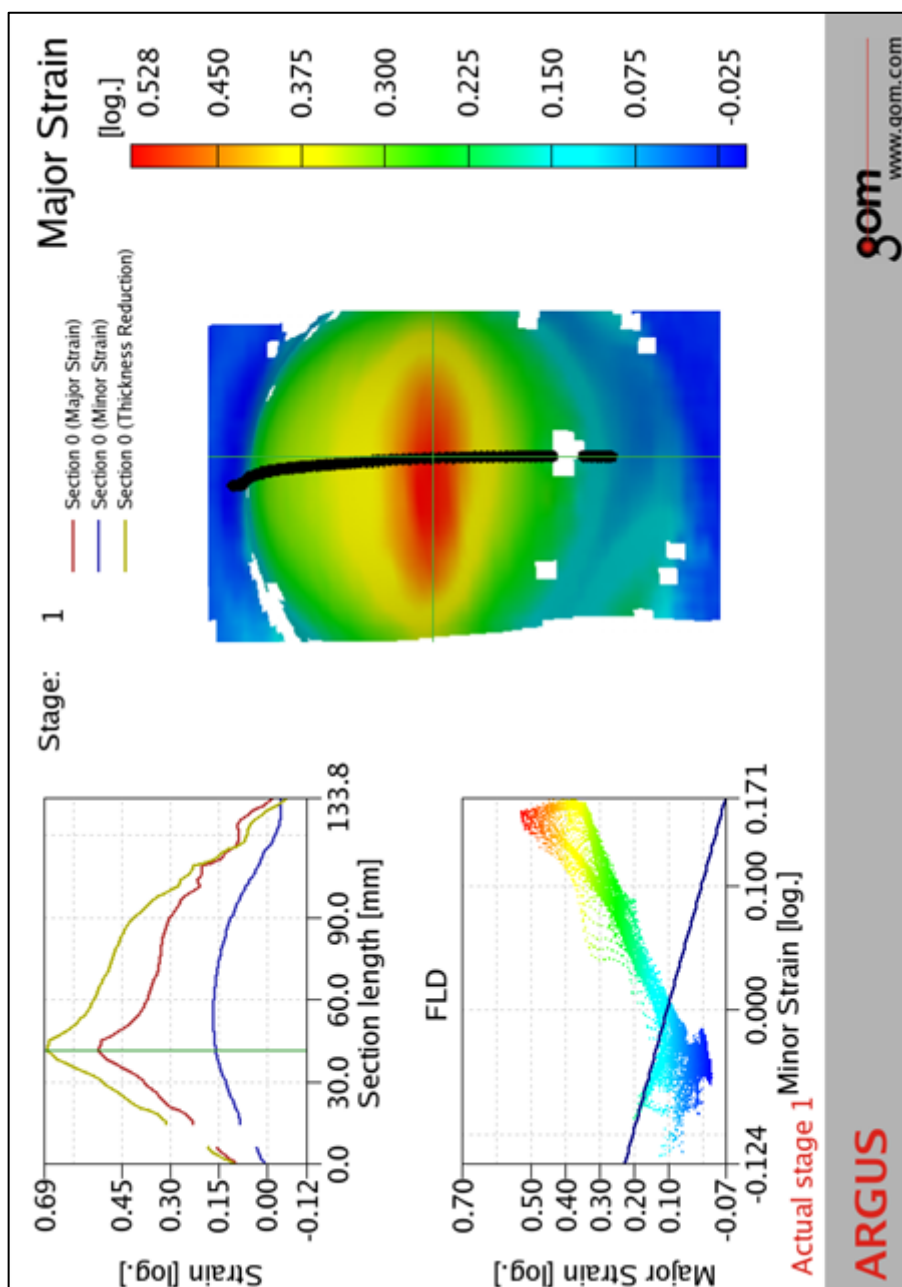 Stage: 1
Section 0 (Major Strain)
Section 0 (Minor Strain)
Section 0 (Thickness Reduction)
Major Strain
[log.]
0.528
0.450
0.375
0.300
0.225
0.150
0.075
-0.025
Strain [log.]
0.69
0.45
0.30
0.15
0.00
-0.12
0.0
30.0
60.0
90.0
133.8
Section length [mm]
FLD
Major Strain [log.]
0.70
0.50
0.40
0.30
0.20
0.10
-0.07
-0.124
0.000
0.100
0.171
Minor Strain [log.]
Actual stage 1
ARGUS
gom
www.gom.com